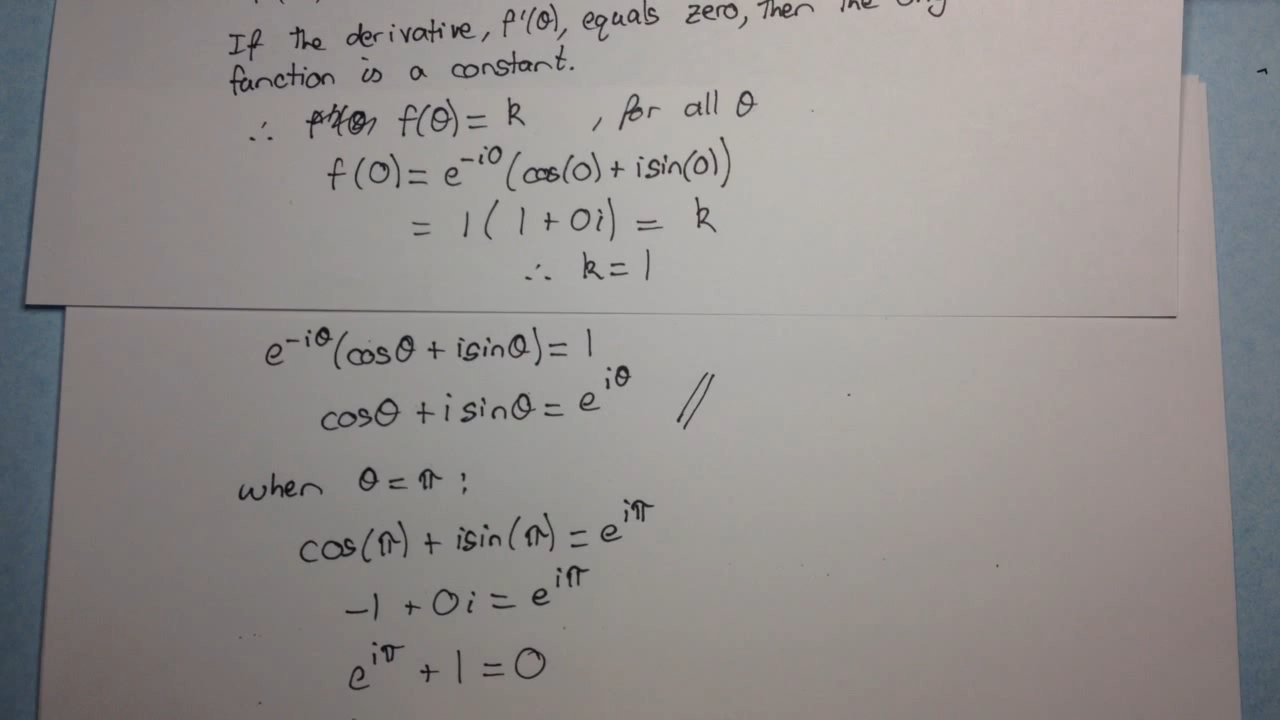 If the derivative, f'(θ), equals zero, then the only
function is a constant.
∴ f(θ) = k , for all θ
f(0) = e^{-i0}(cos(0) + isin(0))
= 1(1 + 0i) = k
∴ k = 1
e^{-iθ}(cosθ + isinθ) = 1
cosθ + isinθ = e^{iθ} //
when θ = π :
cos(π) + isin(π) = e^{iπ}
-1 + 0i = e^{iπ}
e^{iπ} + 1 = 0